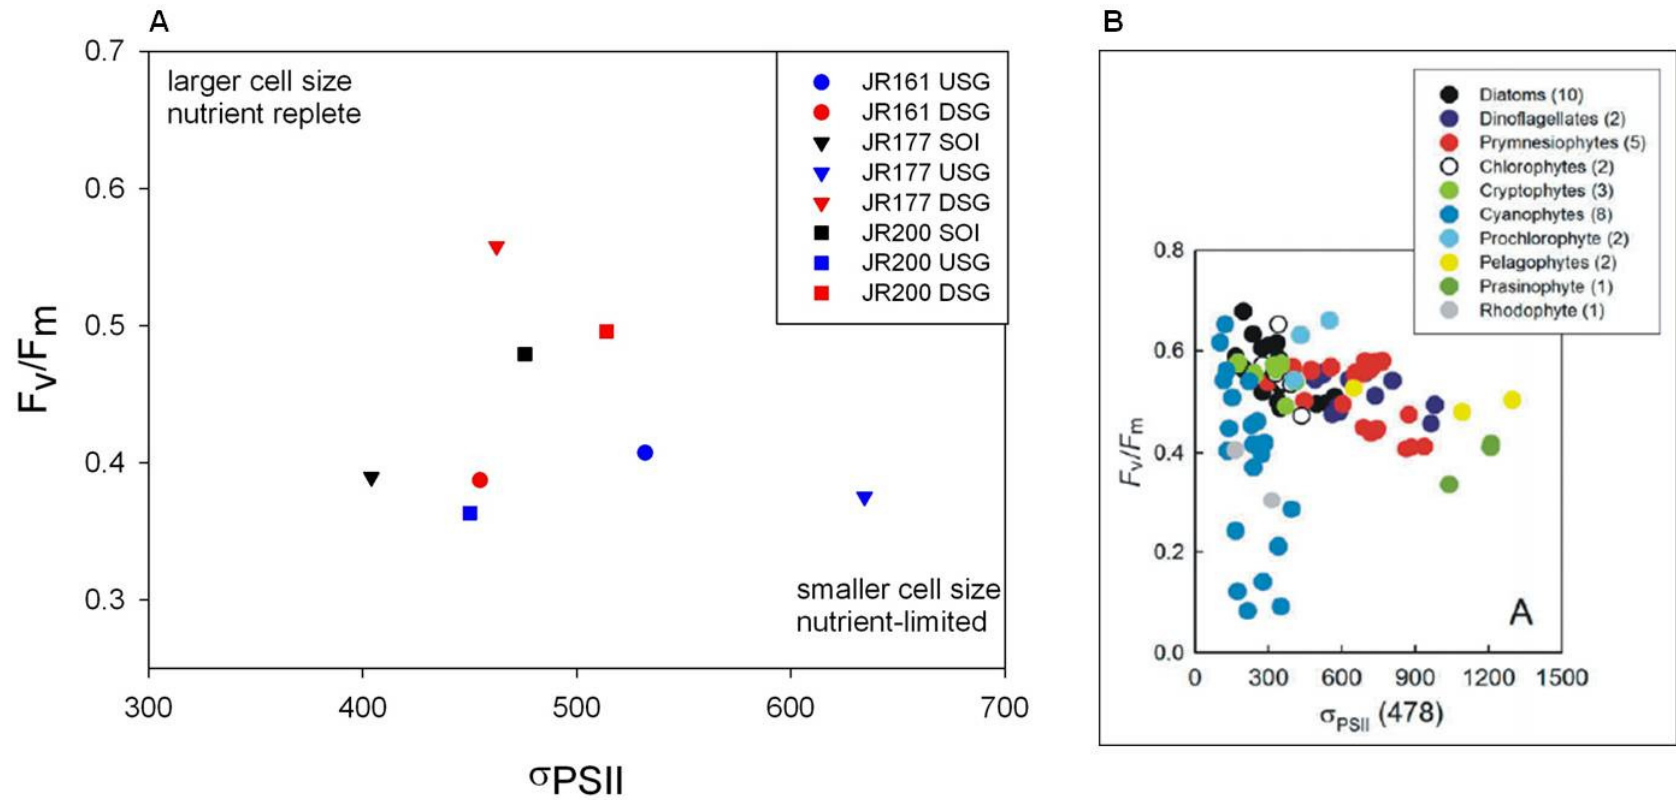 A
0.7
0.6
0.5
0.4
0.3
Fv/Fm
larger cell size
nutrient replete
JR161 USG
JR161 DSG
JR177 SOI
JR177 USG
JR177 DSG
JR200 SOI
JR200 USG
JR200 DSG
smaller cell size
nutrient-limited
300 400 500 600 700
σPSII
B
Diatoms (10)
Dinoflagellates (2)
Prymnesiophytes (5)
Chlorophytes (2)
Cryptophytes (3)
Cyanophytes (8)
Prochlorophyte (2)
Pelagophytes (2)
Prasinophyte (1)
Rhodophyte (1)
0.8
0.6
0.4
0.2
0.0
Fv/Fm
A
0 300 600 900 1200 1500
σPSII (478)